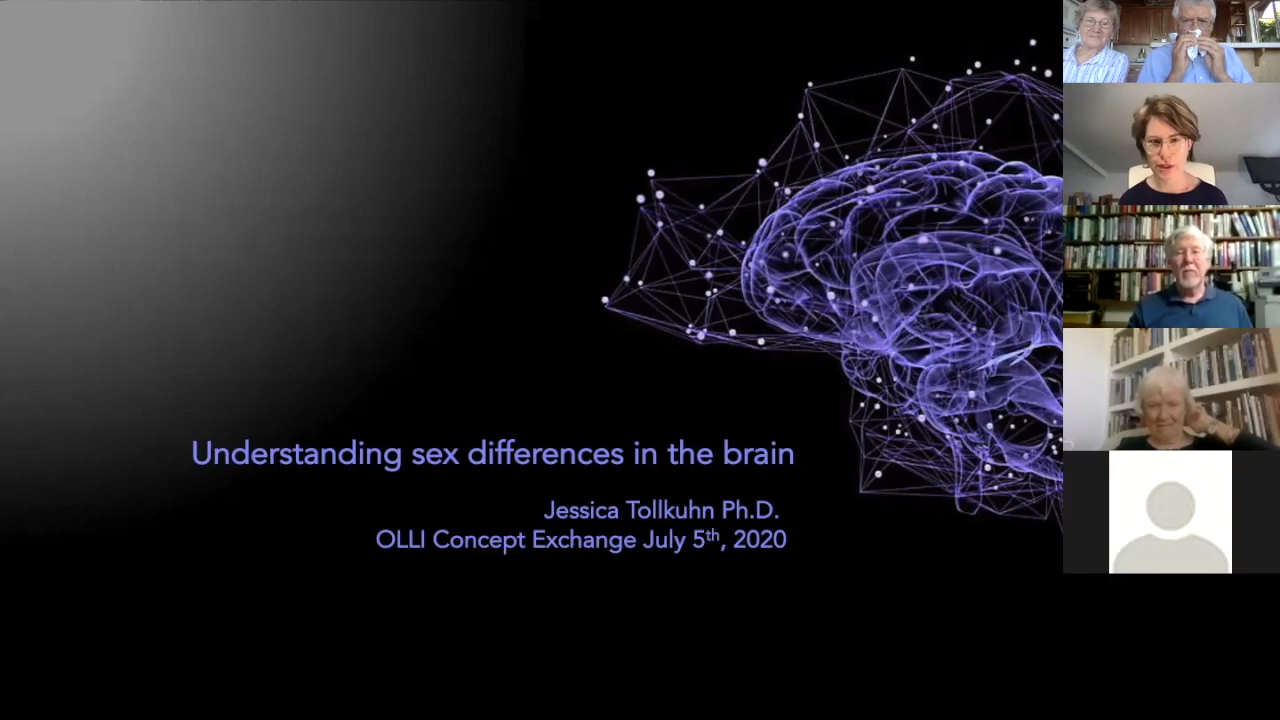 Understanding sex differences in the brain
Jessica Tollkuhn Ph.D.
OLLI Concept Exchange July 5th, 2020